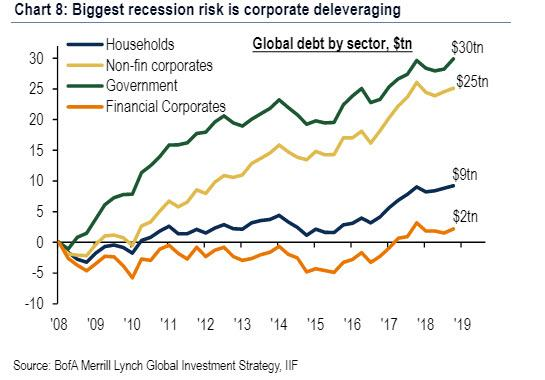 Chart 8: Biggest recession risk is corporate deleveraging
Global debt by sector, $tn
Households
Non-fin corporates
Government
Financial Corporates
$30tn
$25tn
$9tn
$2tn
30
25
20
15
10
5
0
-5
-10
'08 '09 '10 '11 '12 '13 '14 '15 '16 '17 '18 '19
Source: BofA Merrill Lynch Global Investment Strategy, IIF